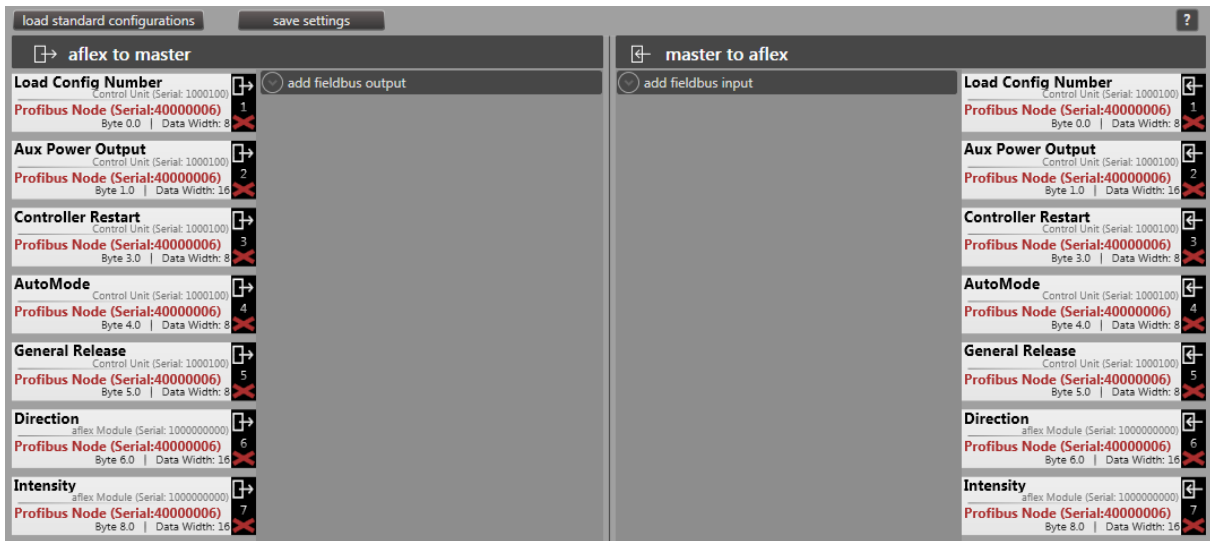 load standard configurations
save settings
?
aflex to master
Load Config Number
Control Unit (Serial: 1000100)
Profibus Node (Serial:40000006)
Byte 0.0 | Data Width: 8
1
Aux Power Output
Control Unit (Serial: 1000100)
Profibus Node (Serial:40000006)
Byte 1.0 | Data Width: 16
2
Controller Restart
Control Unit (Serial: 1000100)
Profibus Node (Serial:40000006)
Byte 3.0 | Data Width: 8
3
AutoMode
Control Unit (Serial: 1000100)
Profibus Node (Serial:40000006)
Byte 4.0 | Data Width: 8
4
General Release
Control Unit (Serial: 1000100)
Profibus Node (Serial:40000006)
Byte 5.0 | Data Width: 8
5
Direction
aflex Module (Serial: 1000000000)
Profibus Node (Serial:40000006)
Byte 6.0 | Data Width: 16
6
Intensity
aflex Module (Serial: 1000000000)
Profibus Node (Serial:40000006)
Byte 8.0 | Data Width: 16
7
add fieldbus output
master to aflex
add fieldbus input
Load Config Number
Control Unit (Serial: 1000100)
Profibus Node (Serial:40000006)
Byte 0.0 | Data Width: 8
1
Aux Power Output
Control Unit (Serial: 1000100)
Profibus Node (Serial:40000006)
Byte 1.0 | Data Width: 16
2
Controller Restart
Control Unit (Serial: 1000100)
Profibus Node (Serial:40000006)
Byte 3.0 | Data Width: 8
3
AutoMode
Control Unit (Serial: 1000100)
Profibus Node (Serial:40000006)
Byte 4.0 | Data Width: 8
4
General Release
Control Unit (Serial: 1000100)
Profibus Node (Serial:40000006)
Byte 5.0 | Data Width: 8
5
Direction
aflex Module (Serial: 1000000000)
Profibus Node (Serial:40000006)
Byte 6.0 | Data Width: 16
6
Intensity
aflex Module (Serial: 1000000000)
Profibus Node (Serial:40000006)
Byte 8.0 | Data Width: 16
7